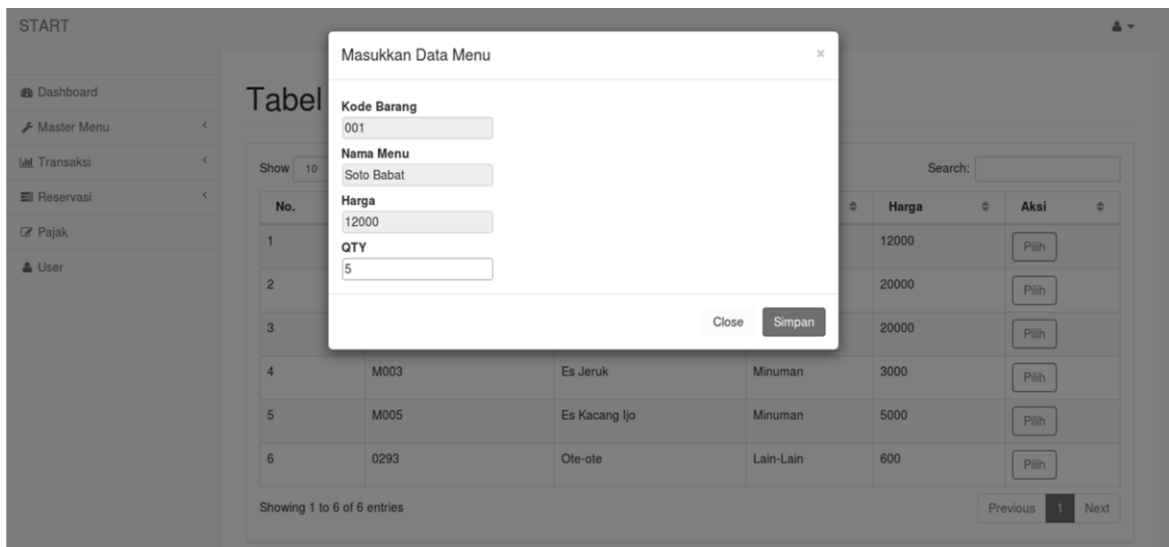 START
Masukkan Data Menu ×
Dashboard
Master Menu
Transaksi
Reservasi
Pajak
User
Tabel
Kode Barang
001
Nama Menu
Soto Babat
Harga
12000
QTY
5
Close Simpan
Show 10 Search:
No. Harga Aksi
1 12000 Pilih
2 20000 Pilih
3 20000 Pilih
4 M003 Es Jeruk Minuman 3000 Pilih
5 M005 Es Kacang Ijo Minuman 5000 Pilih
6 0293 Ote-ote Lain-Lain 600 Pilih
Showing 1 to 6 of 6 entries Previous 1 Next